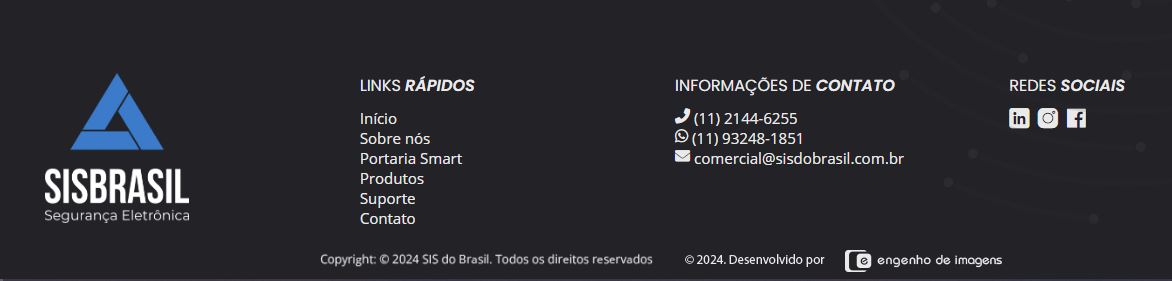 SISBRASIL
Segurança Eletrônica
LINKS RÁPIDOS
Início
Sobre nós
Portaria Smart
Produtos
Suporte
Contato
INFORMAÇÕES DE CONTATO
(11) 2144-6255
(11) 93248-1851
comercial@sisdobrasil.com.br
REDES SOCIAIS
Copyright: © 2024 SIS do Brasil. Todos os direitos reservados
© 2024. Desenvolvido por
engenho de imagens